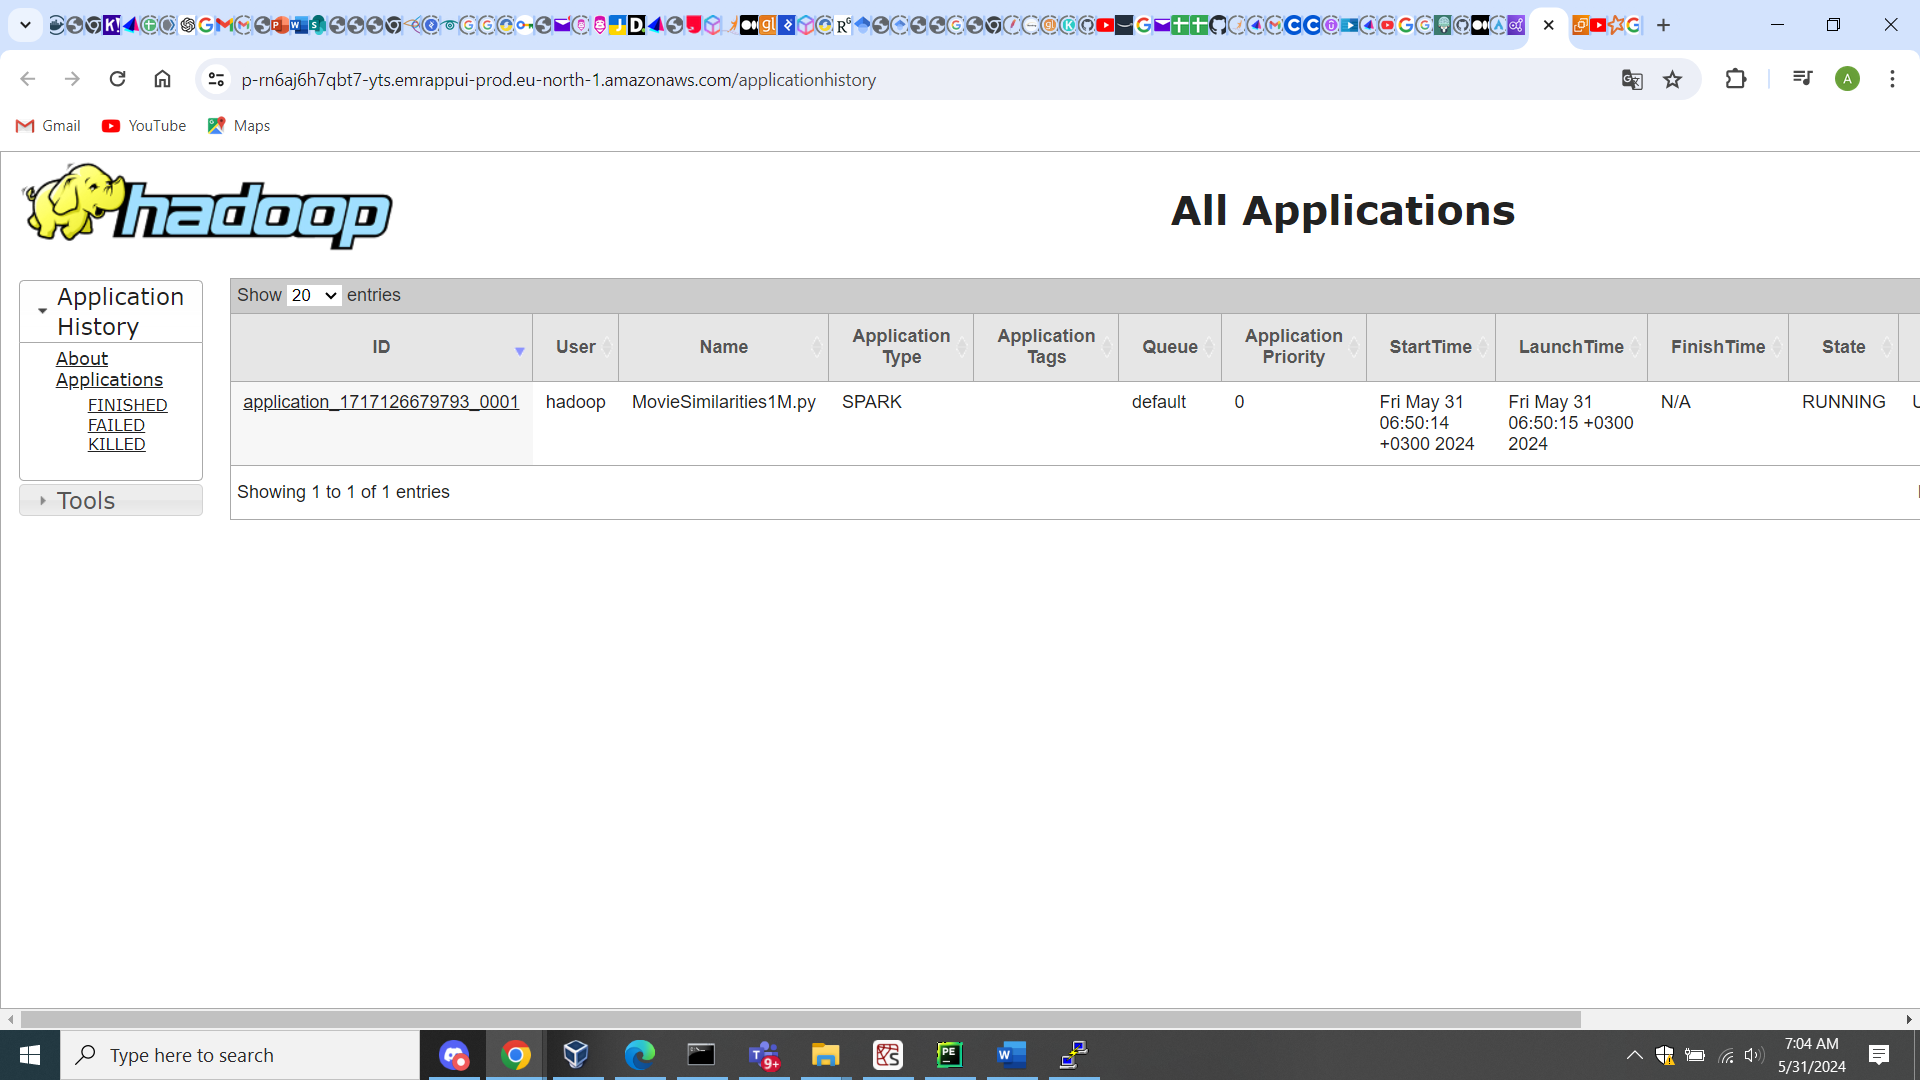 p-rn6aj6h7qbt7-yts.emrappui-prod.eu-north-1.amazonaws.com/applicationhistory
A
Gmail YouTube Maps
hadoop
All Applications
Application
History
About
Applications
FINISHED
FAILED
KILLED
Tools
Show 20 entries
ID User Name Application Type Application Tags Queue Application Priority StartTime LaunchTime FinishTime State
application_1717126679793_0001 hadoop MovieSimilarities1M.py SPARK default 0 Fri May 31 06:50:14 +0300 2024 Fri May 31 06:50:15 +0300 2024 N/A RUNNING
Showing 1 to 1 of 1 entries
Type here to search
9+
PE
7:04 AM
5/31/2024